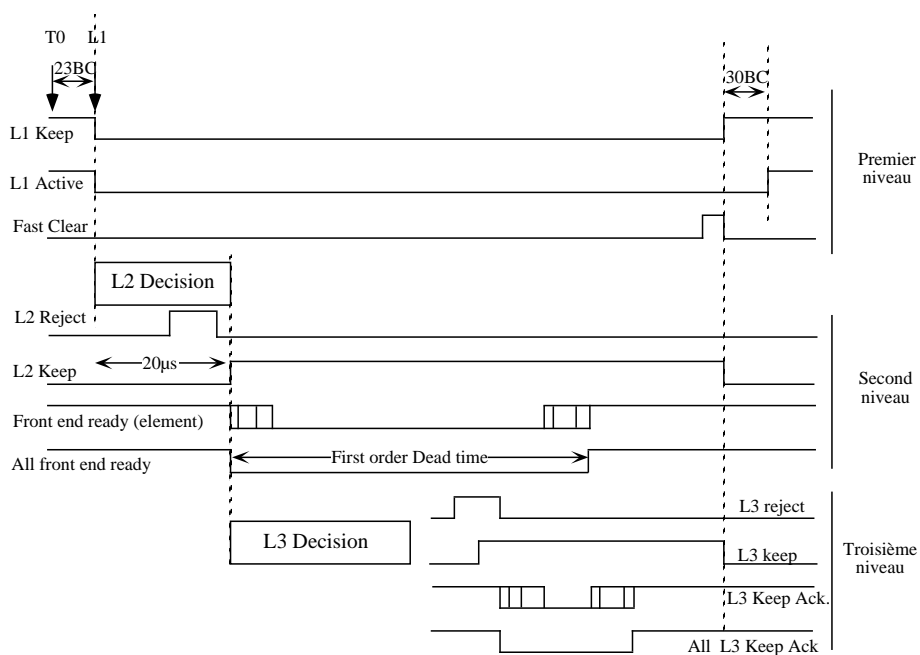 T0 L1
23BC
30BC
L1 Keep
L1 Active
Fast Clear
Premier
niveau
L2 Decision
L2 Reject
20µs
L2 Keep
Front end ready (element)
All front end ready
First order Dead time
Second
niveau
L3 Decision
L3 reject
L3 keep
L3 Keep Ack.
All L3 Keep Ack
Troisième
niveau